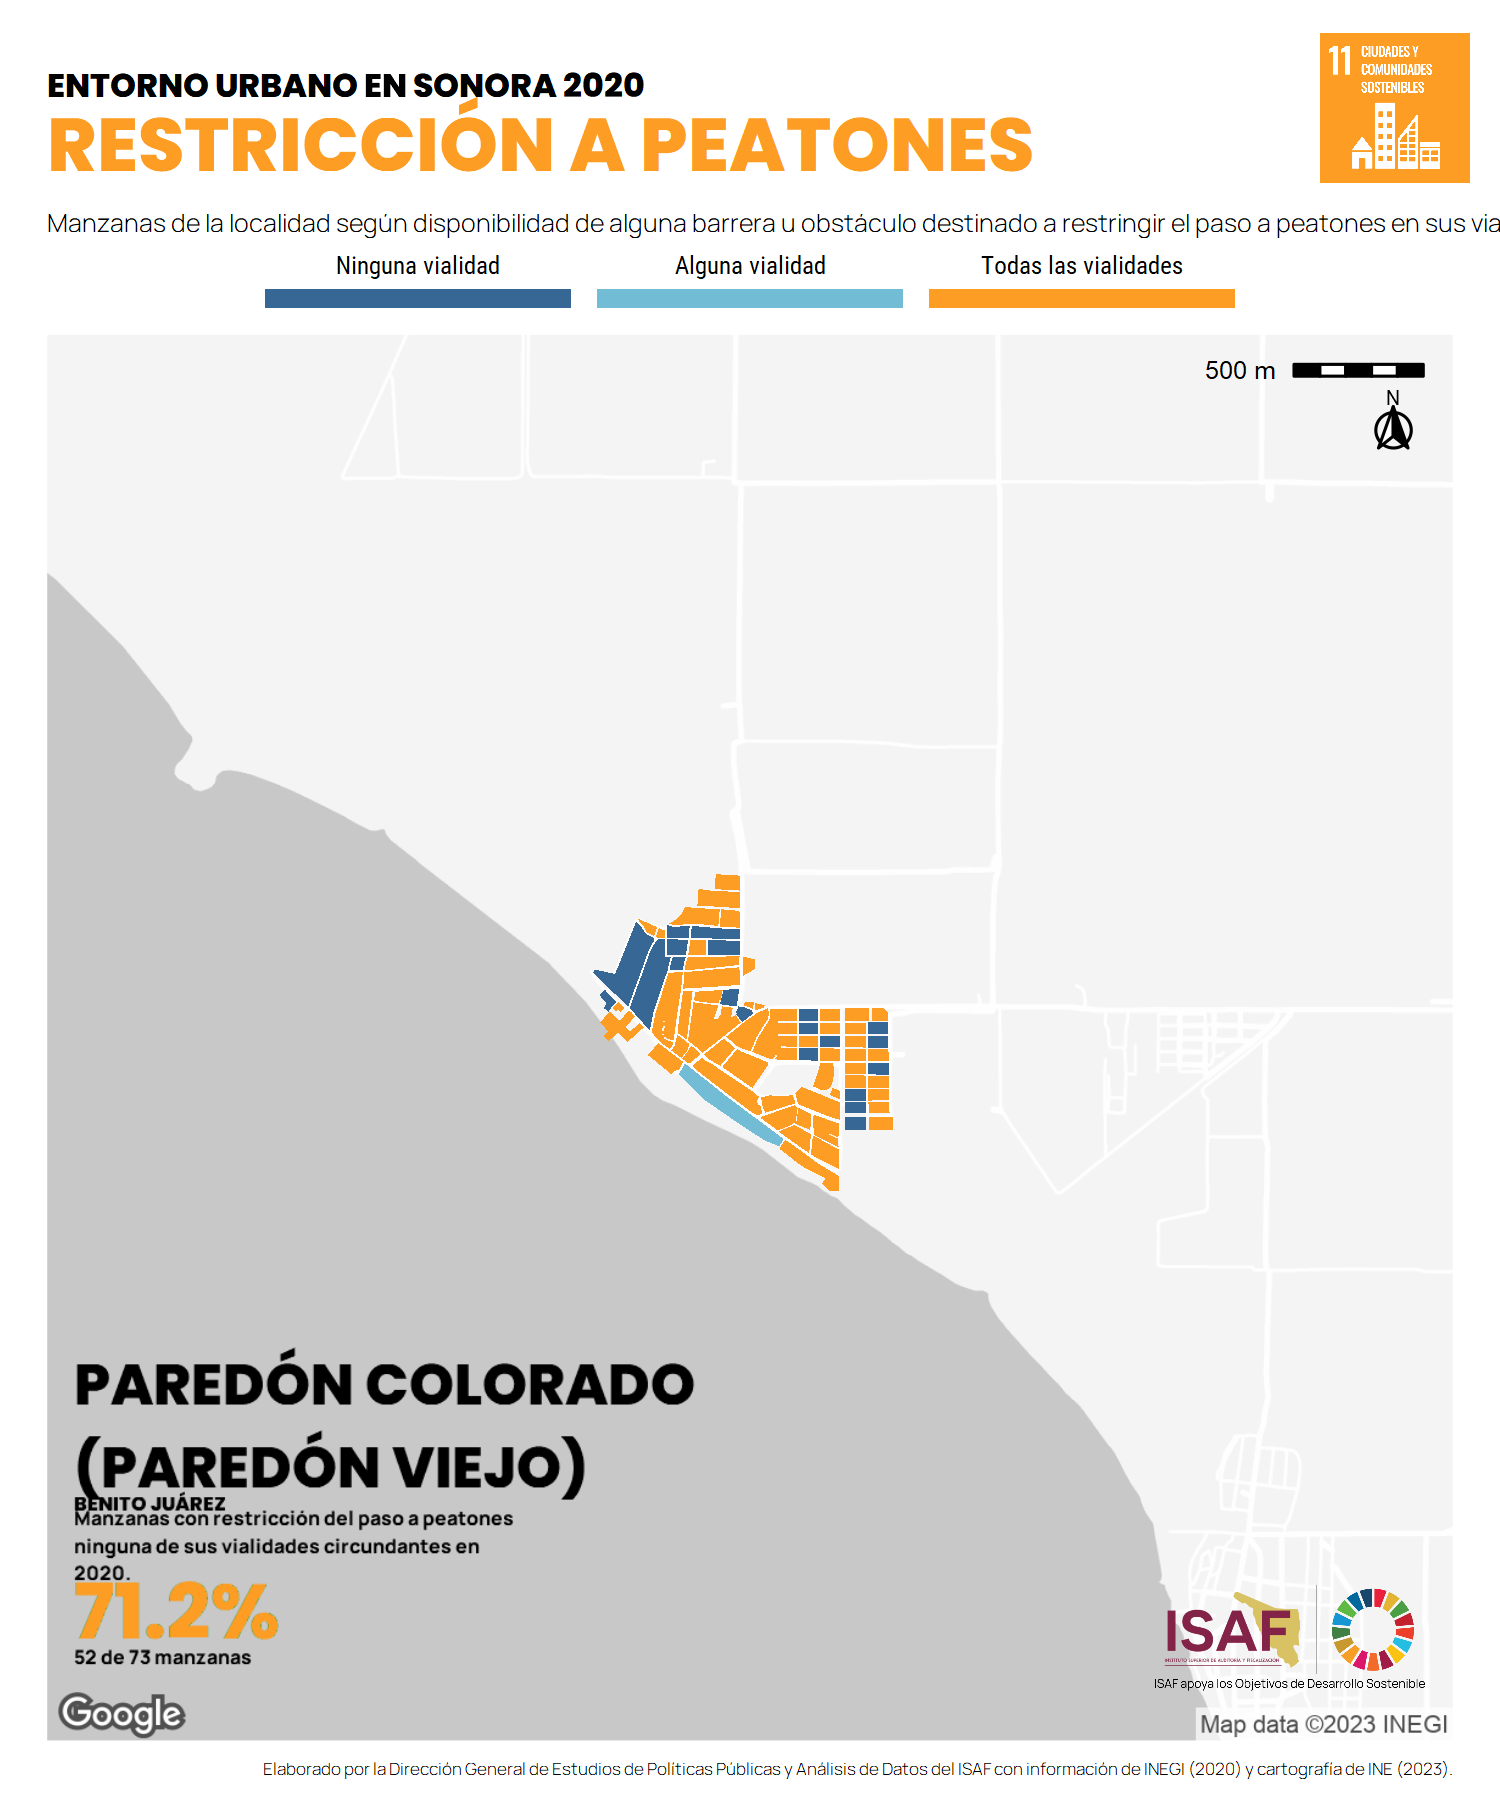 ENTORNO URBANO EN SONORA 2020
RESTRICCIÓN A PEATONES
11 CIUDADES Y
COMUNIDADES
SOSTENIBLES
Manzanas de la localidad según disponibilidad de alguna barrera u obstáculo destinado a restringir el paso a peatones en sus via
Ninguna vialidad
Alguna vialidad
Todas las vialidades
500 m
N
PAREDÓN COLORADO
(PAREDÓN VIEJO)
BENITO JUÁREZ
Manzanas con restricción del paso a peatones
ninguna de sus vialidades circundantes en
2020.
71.2%
52 de 73 manzanas
Google
ISAF
INSTITUTO SUPERIOR DE AUDITORÍA Y FISCALIZACIÓN
ISAF apoya los Objetivos de Desarrollo Sostenible
Map data ©2023 INEGI
Elaborado por la Dirección General de Estudios de Políticas Públicas y Análisis de Datos del ISAF con información de INEGI (2020) y cartografía de INE (2023).